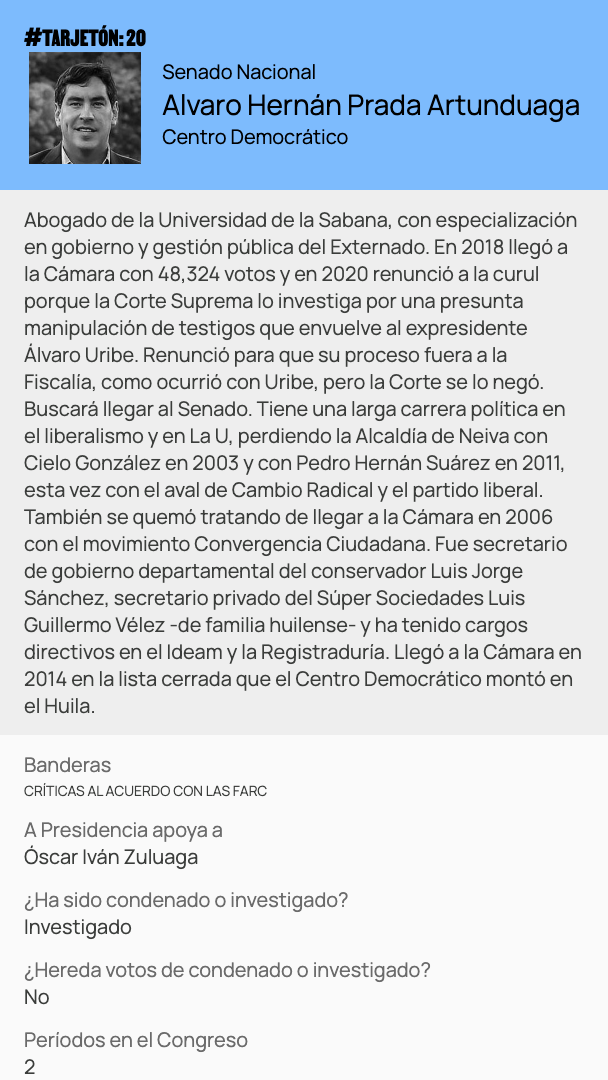 #TARJETÓN: 20
Senado Nacional
Alvaro Hernán Prada Artunduaga
Centro Democrático
Abogado de la Universidad de la Sabana, con especialización
en gobierno y gestión pública del Externado. En 2018 llegó a
la Cámara con 48,324 votos y en 2020 renunció a la curul
porque la Corte Suprema lo investiga por una presunta
manipulación de testigos que envuelve al expresidente
Álvaro Uribe. Renunció para que su proceso fuera a la
Fiscalía, como ocurrió con Uribe, pero la Corte se lo negó.
Buscará llegar al Senado. Tiene una larga carrera política en
el liberalismo y en La U, perdiendo la Alcaldía de Neiva con
Cielo González en 2003 y con Pedro Hernán Suárez en 2011,
esta vez con el aval de Cambio Radical y el partido liberal.
También se quemó tratando de llegar a la Cámara en 2006
con el movimiento Convergencia Ciudadana. Fue secretario
de gobierno departamental del conservador Luis Jorge
Sánchez, secretario privado del Súper Sociedades Luis
Guillermo Vélez -de familia huilense- y ha tenido cargos
directivos en el Ideam y la Registraduría. Llegó a la Cámara en
2014 en la lista cerrada que el Centro Democrático montó en
el Huila.
Banderas
CRÍTICAS AL ACUERDO CON LAS FARC
A Presidencia apoya a
Óscar Iván Zuluaga
¿Ha sido condenado o investigado?
Investigado
¿Hereda votos de condenado o investigado?
No
Períodos en el Congreso
2